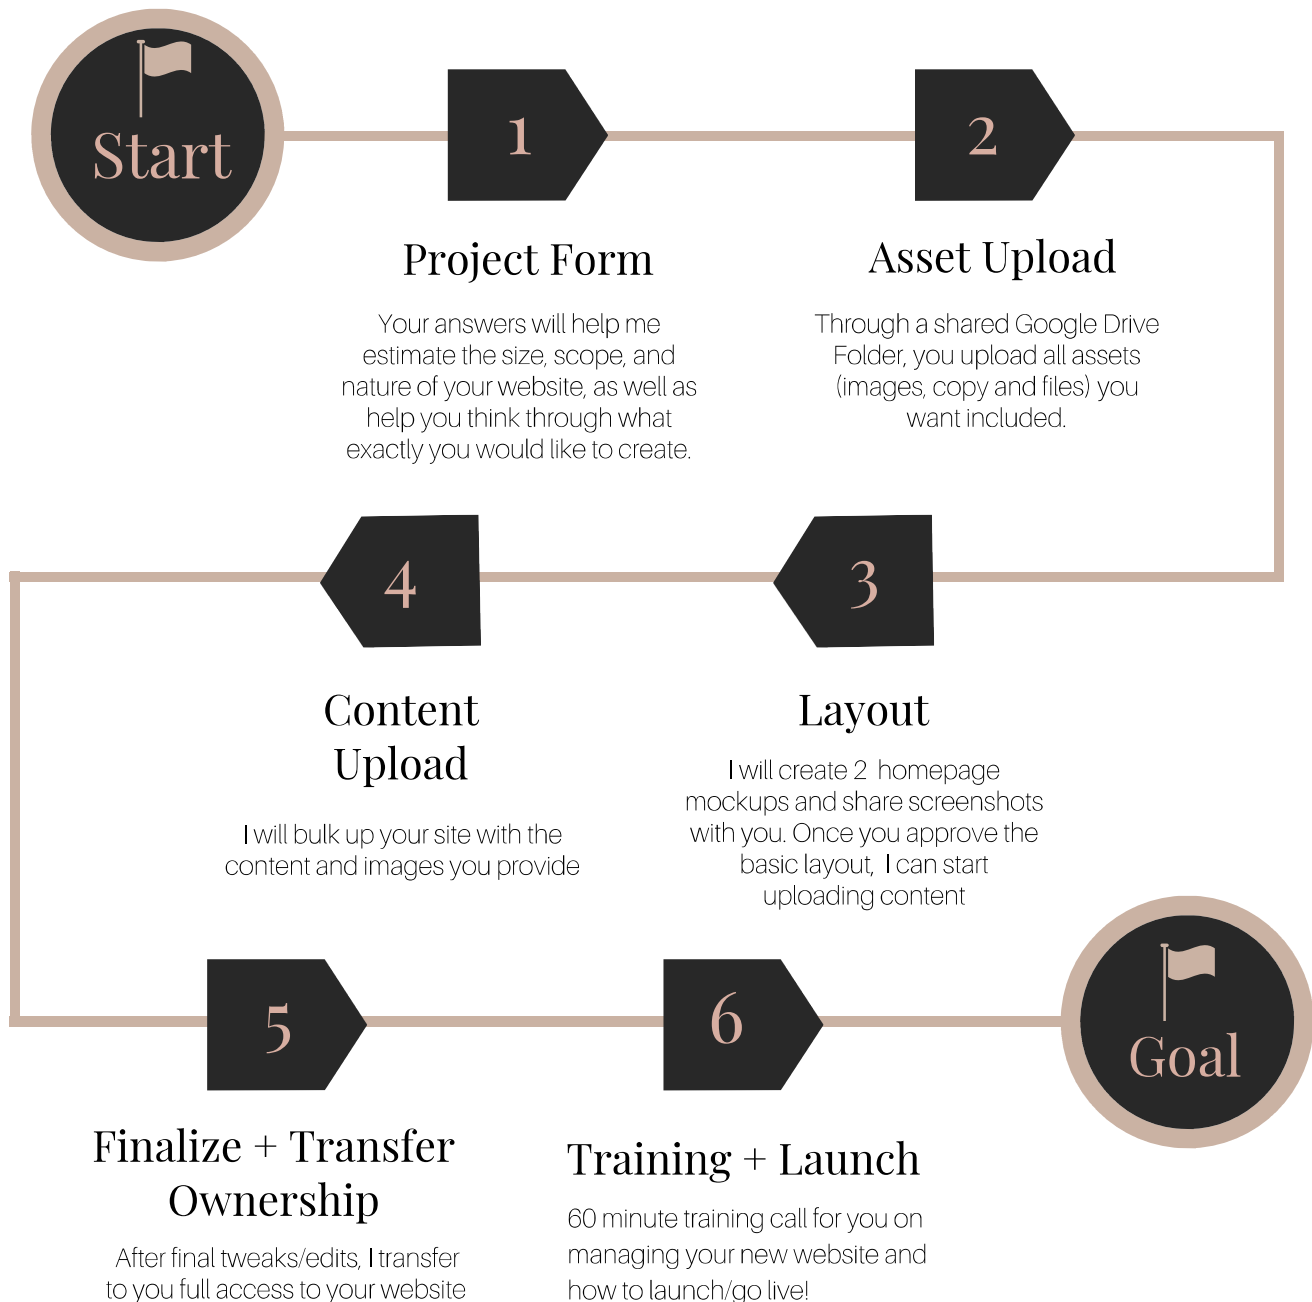 Start
1
Project Form
Your answers will help me
estimate the size, scope, and
nature of your website, as well as
help you think through what
exactly you would like to create.
2
Asset Upload
Through a shared Google Drive
Folder, you upload all assets
(images, copy and files) you
want included.
3
Layout
I will create 2 homepage
mockups and share screenshots
with you. Once you approve the
basic layout, I can start
uploading content
4
Content
Upload
I will bulk up your site with the
content and images you provide
5
Finalize + Transfer
Ownership
After final tweaks/edits, I transfer
to you full access to your website
6
Training + Launch
60 minute training call for you on
managing your new website and
how to launch/go live!
Goal